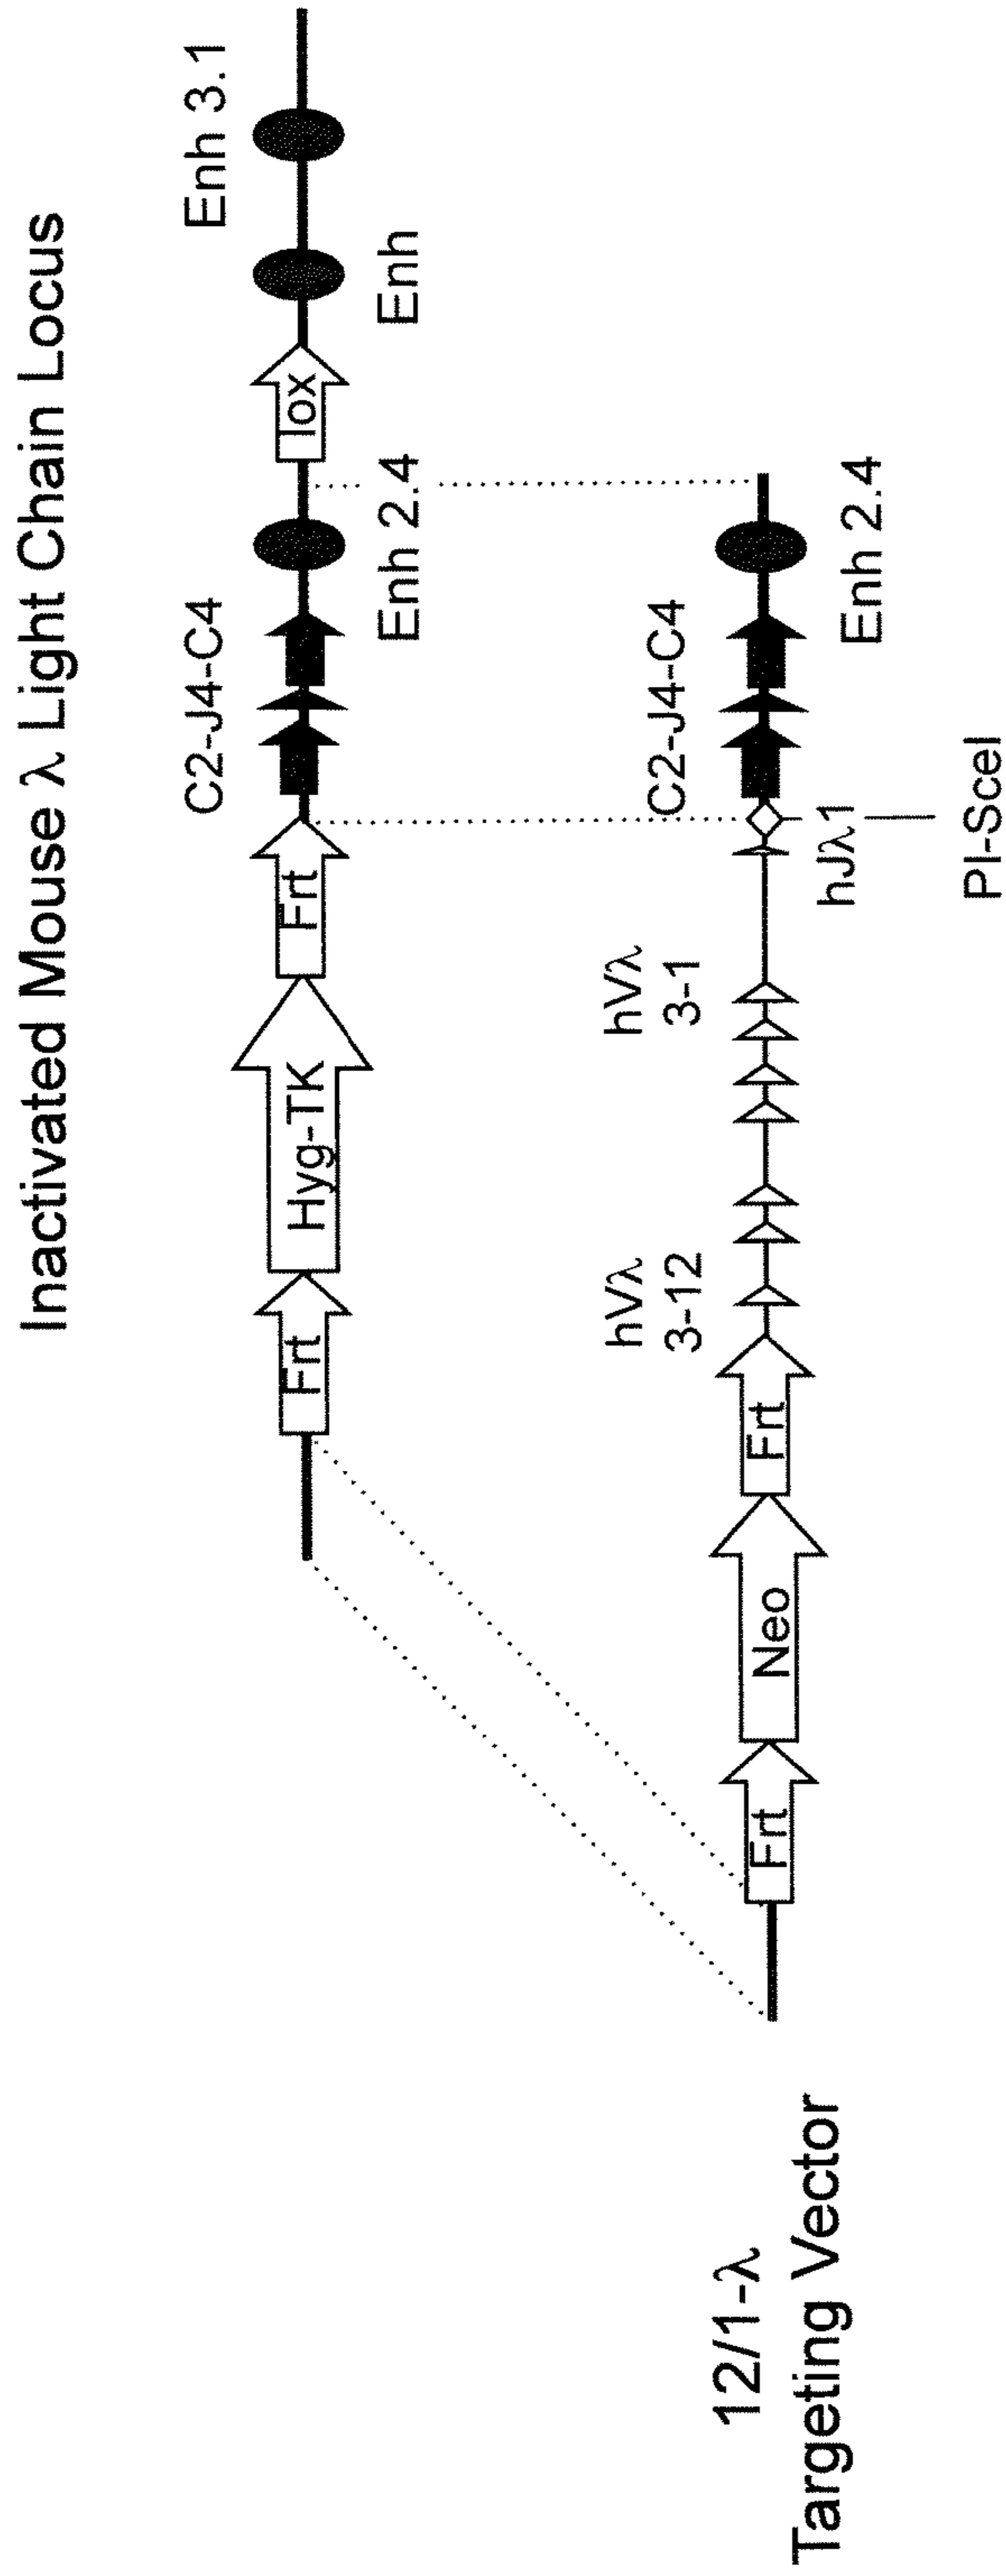 Inactivated Mouse λ Light Chain Locus
Enh 3.1
C2-J4-C4
Frt
Hyg-TK
Frt
lox
Enh 2.4
Enh
hVλ
3-12
hVλ
3-1
C2-J4-C4
12/1-λ
Targeting Vector
Frt
Neo
Frt
hJλ1
Enh 2.4
PI-SceI